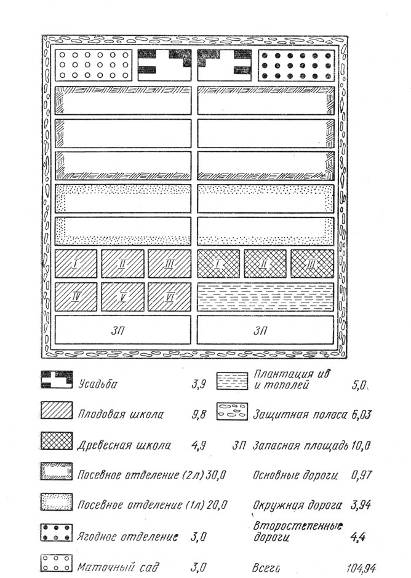 I II III I II III
IV V VI
ЗП ЗП
Усадьба 3,9
Плодовая школа 9,8
Древесная школа 4,9
Посевное отделение (2л) 30,0
Посевное отделение (1л) 20,0
Ягодное отделение 3,0
Маточный сад 3,0
Плантация ив
и тополей 5,0.
Защитная полоса 6,03
ЗП Запасная площадь 10,0
Основные дороги 0,97
Окружная дорога 3,94
Второстепенные
дороги 4,4
Всего 104,94